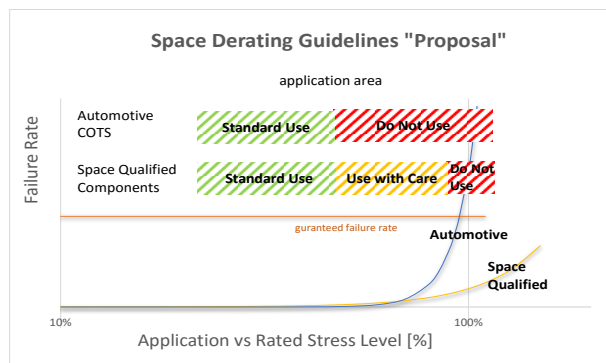 Space Derating Guidelines "Proposal"
application area
Automotive
COTS
Standard Use
Do Not Use
Space Qualified
Components
Standard Use
Use with Care
Do Not
Use
guranteed failure rate
Automotive
Space
Qualified
Failure Rate
10%
100%
Application vs Rated Stress Level [%]